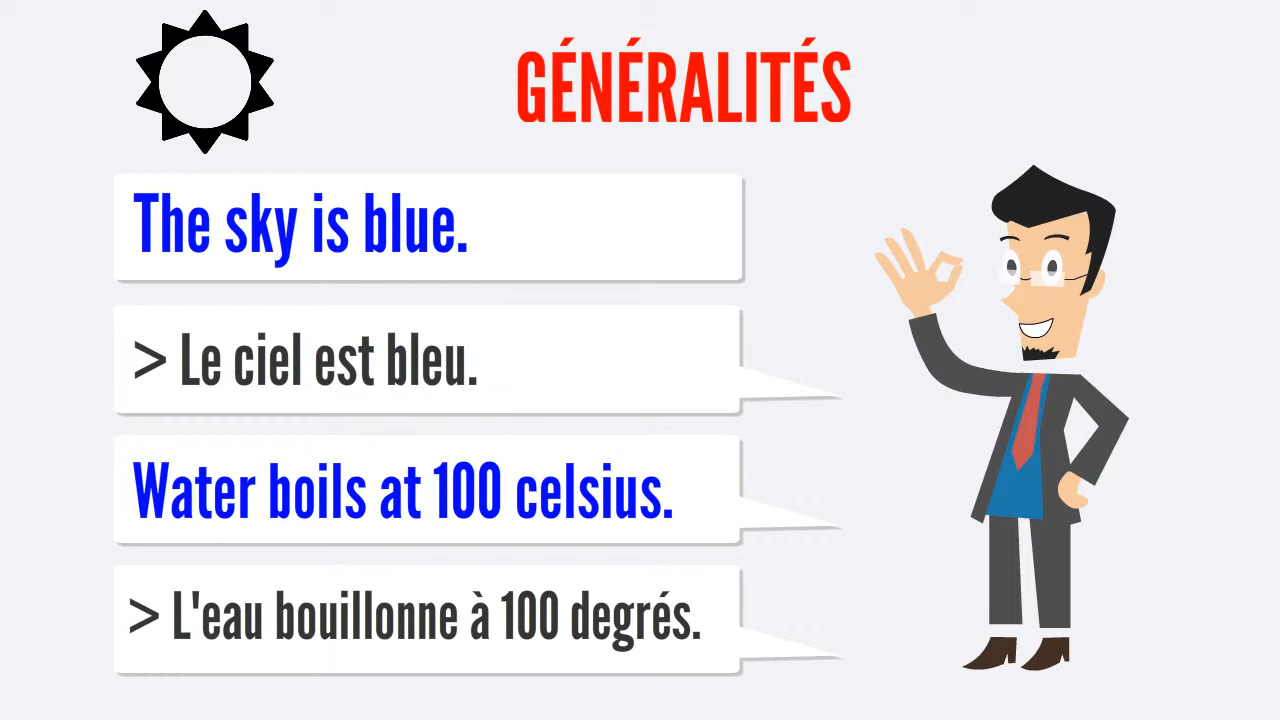 GÉNÉRALITÉS
The sky is blue.
> Le ciel est bleu.
Water boils at 100 celsius.
> L'eau bouillonne à 100 degrés.